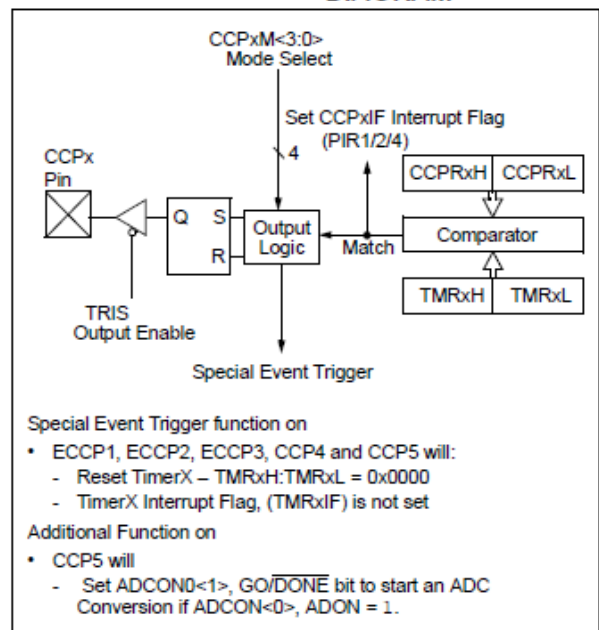 CCPxM<3:0>
Mode Select
Set CCPxIF Interrupt Flag
(PIR1/2/4)
4
CCPx
Pin
CCPRxH CCPRxL
Q S
R
Output
Logic
Match
Comparator
TMRxH TMRxL
TRIS
Output Enable
Special Event Trigger
Special Event Trigger function on
• ECCP1, ECCP2, ECCP3, CCP4 and CCP5 will:
- Reset TimerX – TMRxH:TMRxL = 0x0000
- TimerX Interrupt Flag, (TMRxIF) is not set
Additional Function on
• CCP5 will
- Set ADCON0<1>, GO/DONE bit to start an ADC
Conversion if ADCON<0>, ADON = 1.